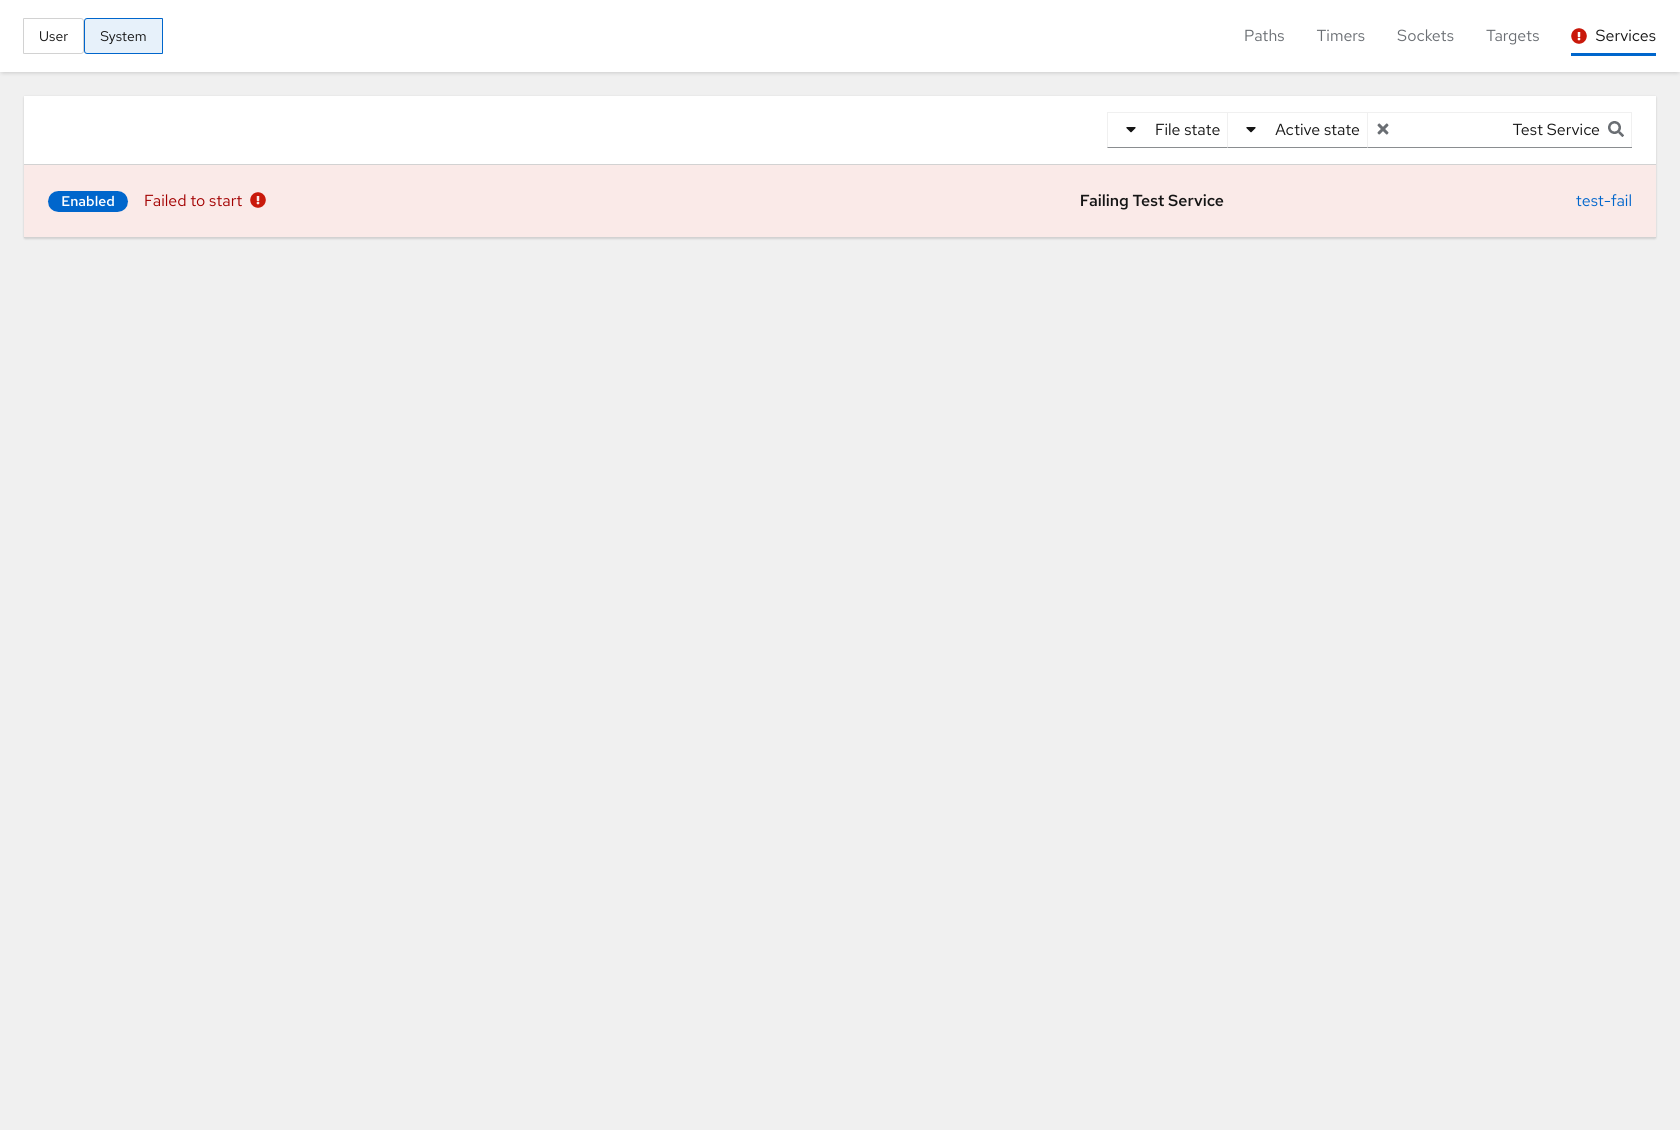 User System Paths Timers Sockets Targets Services
File state Active state Test Service
Enabled Failed to start Failing Test Service test-fail